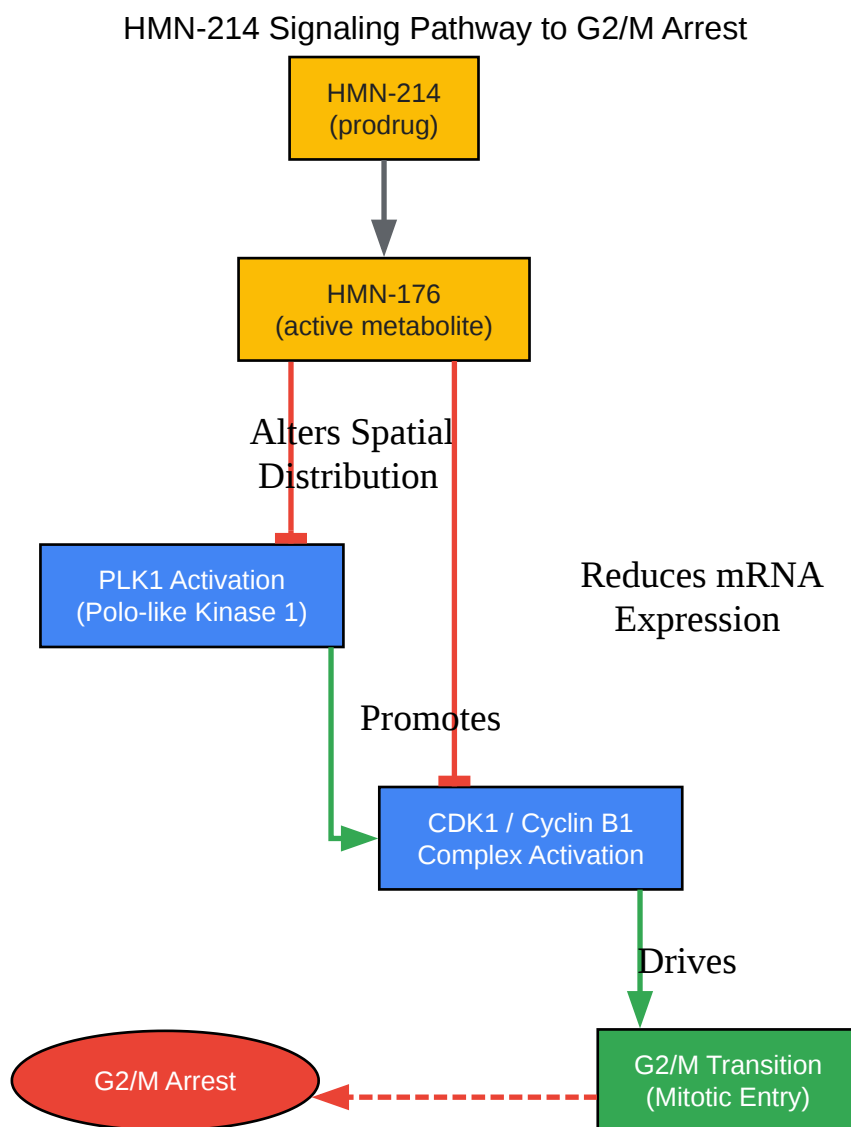 HMN-214 Signaling Pathway to G2/M Arrest
HMN-214
(prodrug)
HMN-176
(active metabolite)
Alters Spatial
Distribution
PLK1 Activation
(Polo-like Kinase 1)
Reduces mRNA
Expression
Promotes
CDK1 / Cyclin B1
Complex Activation
Drives
G2/M Arrest
G2/M Transition
(Mitotic Entry)